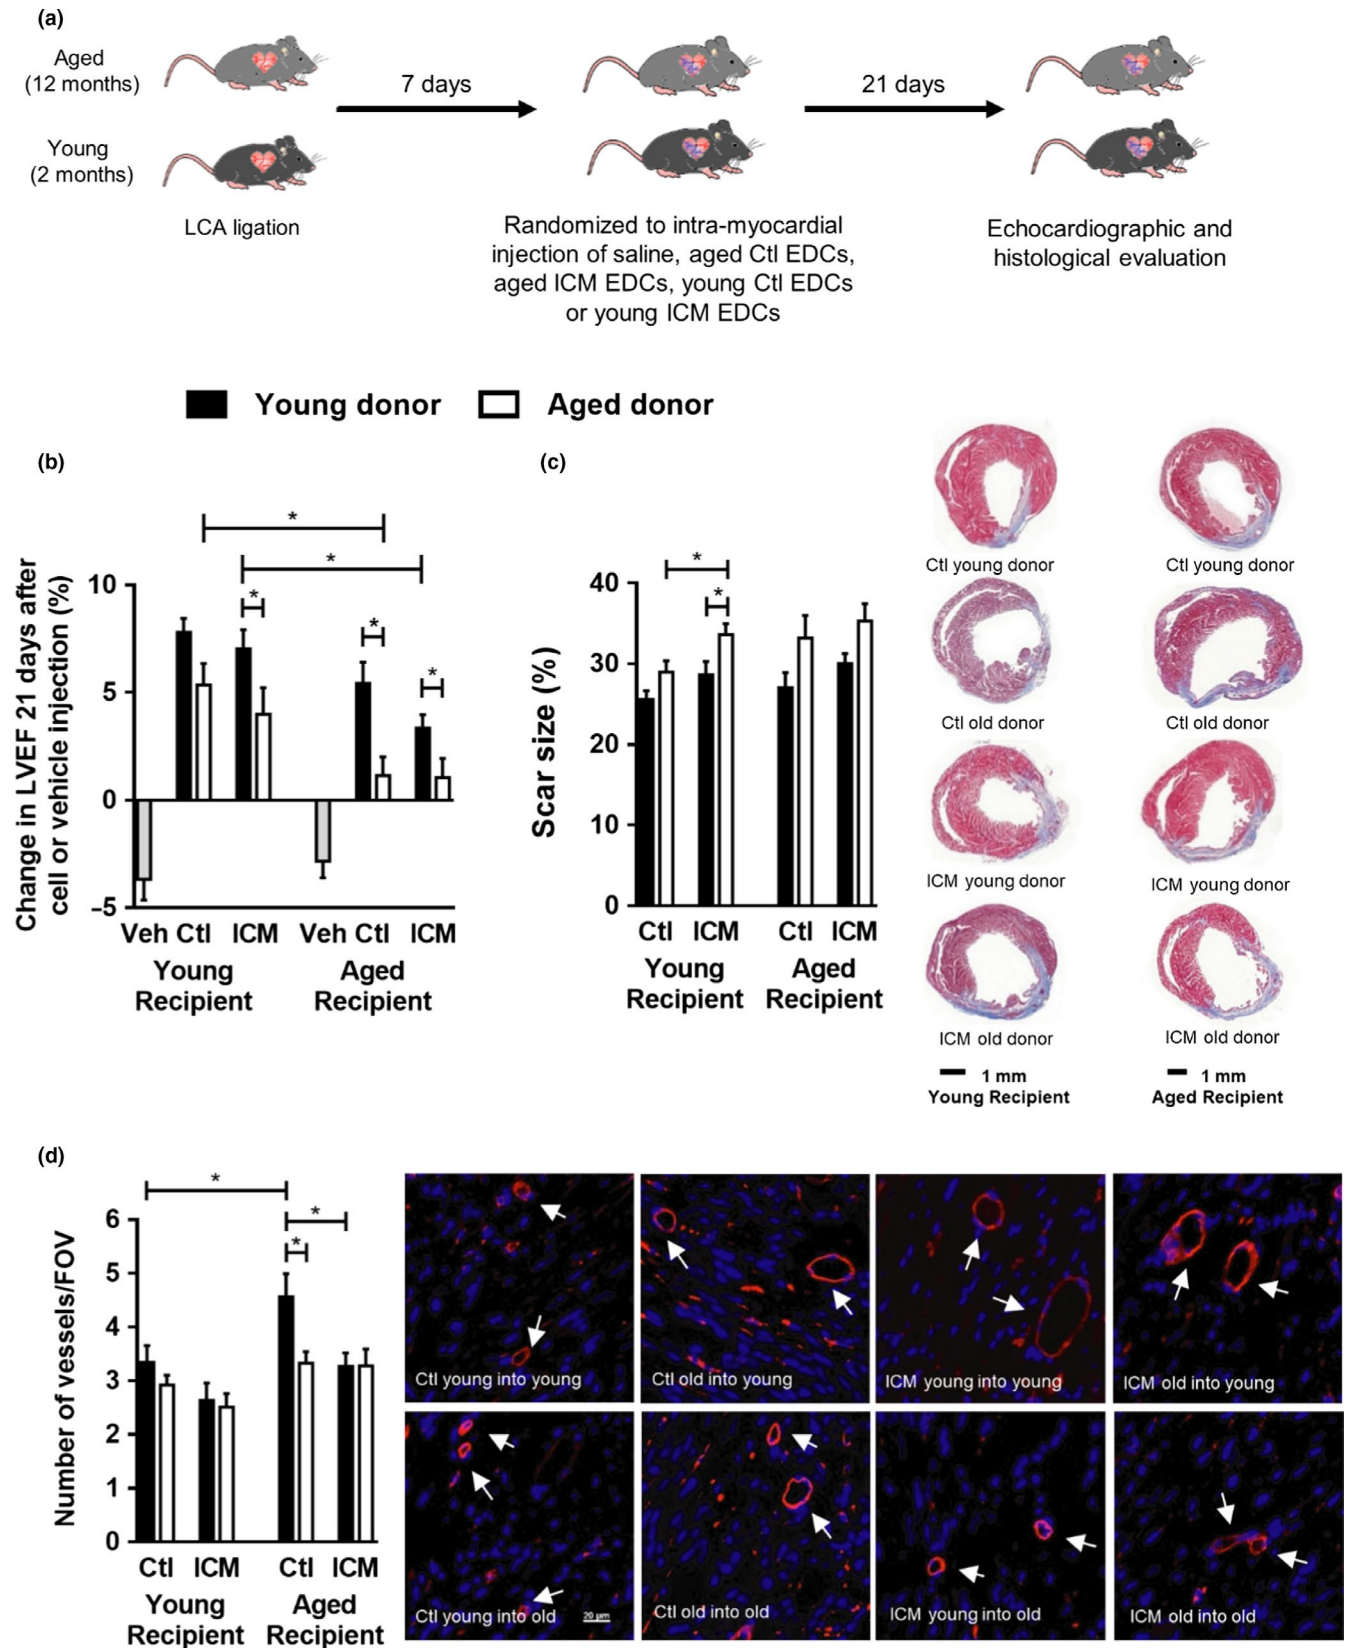 (a)
Aged
(12 months)
Young
(2 months)
7 days
21 days
LCA ligation
Randomized to intra-myocardial
injection of saline, aged Ctl EDCs,
aged ICM EDCs, young Ctl EDCs
or young ICM EDCs
Echocardiographic and
histological evaluation
Young donor
Aged donor
(b)
Change in LVEF 21 days after
cell or vehicle injection (%)
10
5
0
–5
*
*
*
*
*
Veh Ctl ICM Veh Ctl ICM
Young
Recipient
Aged
Recipient
(c)
Scar size (%)
40
30
20
10
0
*
*
Ctl ICM Ctl ICM
Young
Recipient
Aged
Recipient
Ctl young donor
Ctl young donor
Ctl old donor
Ctl old donor
ICM young donor
ICM young donor
ICM old donor
ICM old donor
1 mm
Young Recipient
1 mm
Aged Recipient
(d)
Number of vessels/FOV
6
5
4
3
2
1
0
*
*
*
Ctl ICM Ctl ICM
Young
Recipient
Aged
Recipient
Ctl young into young
Ctl old into young
ICM young into young
ICM old into young
Ctl young into old
20 µm
Ctl old into old
ICM young into old
ICM old into old